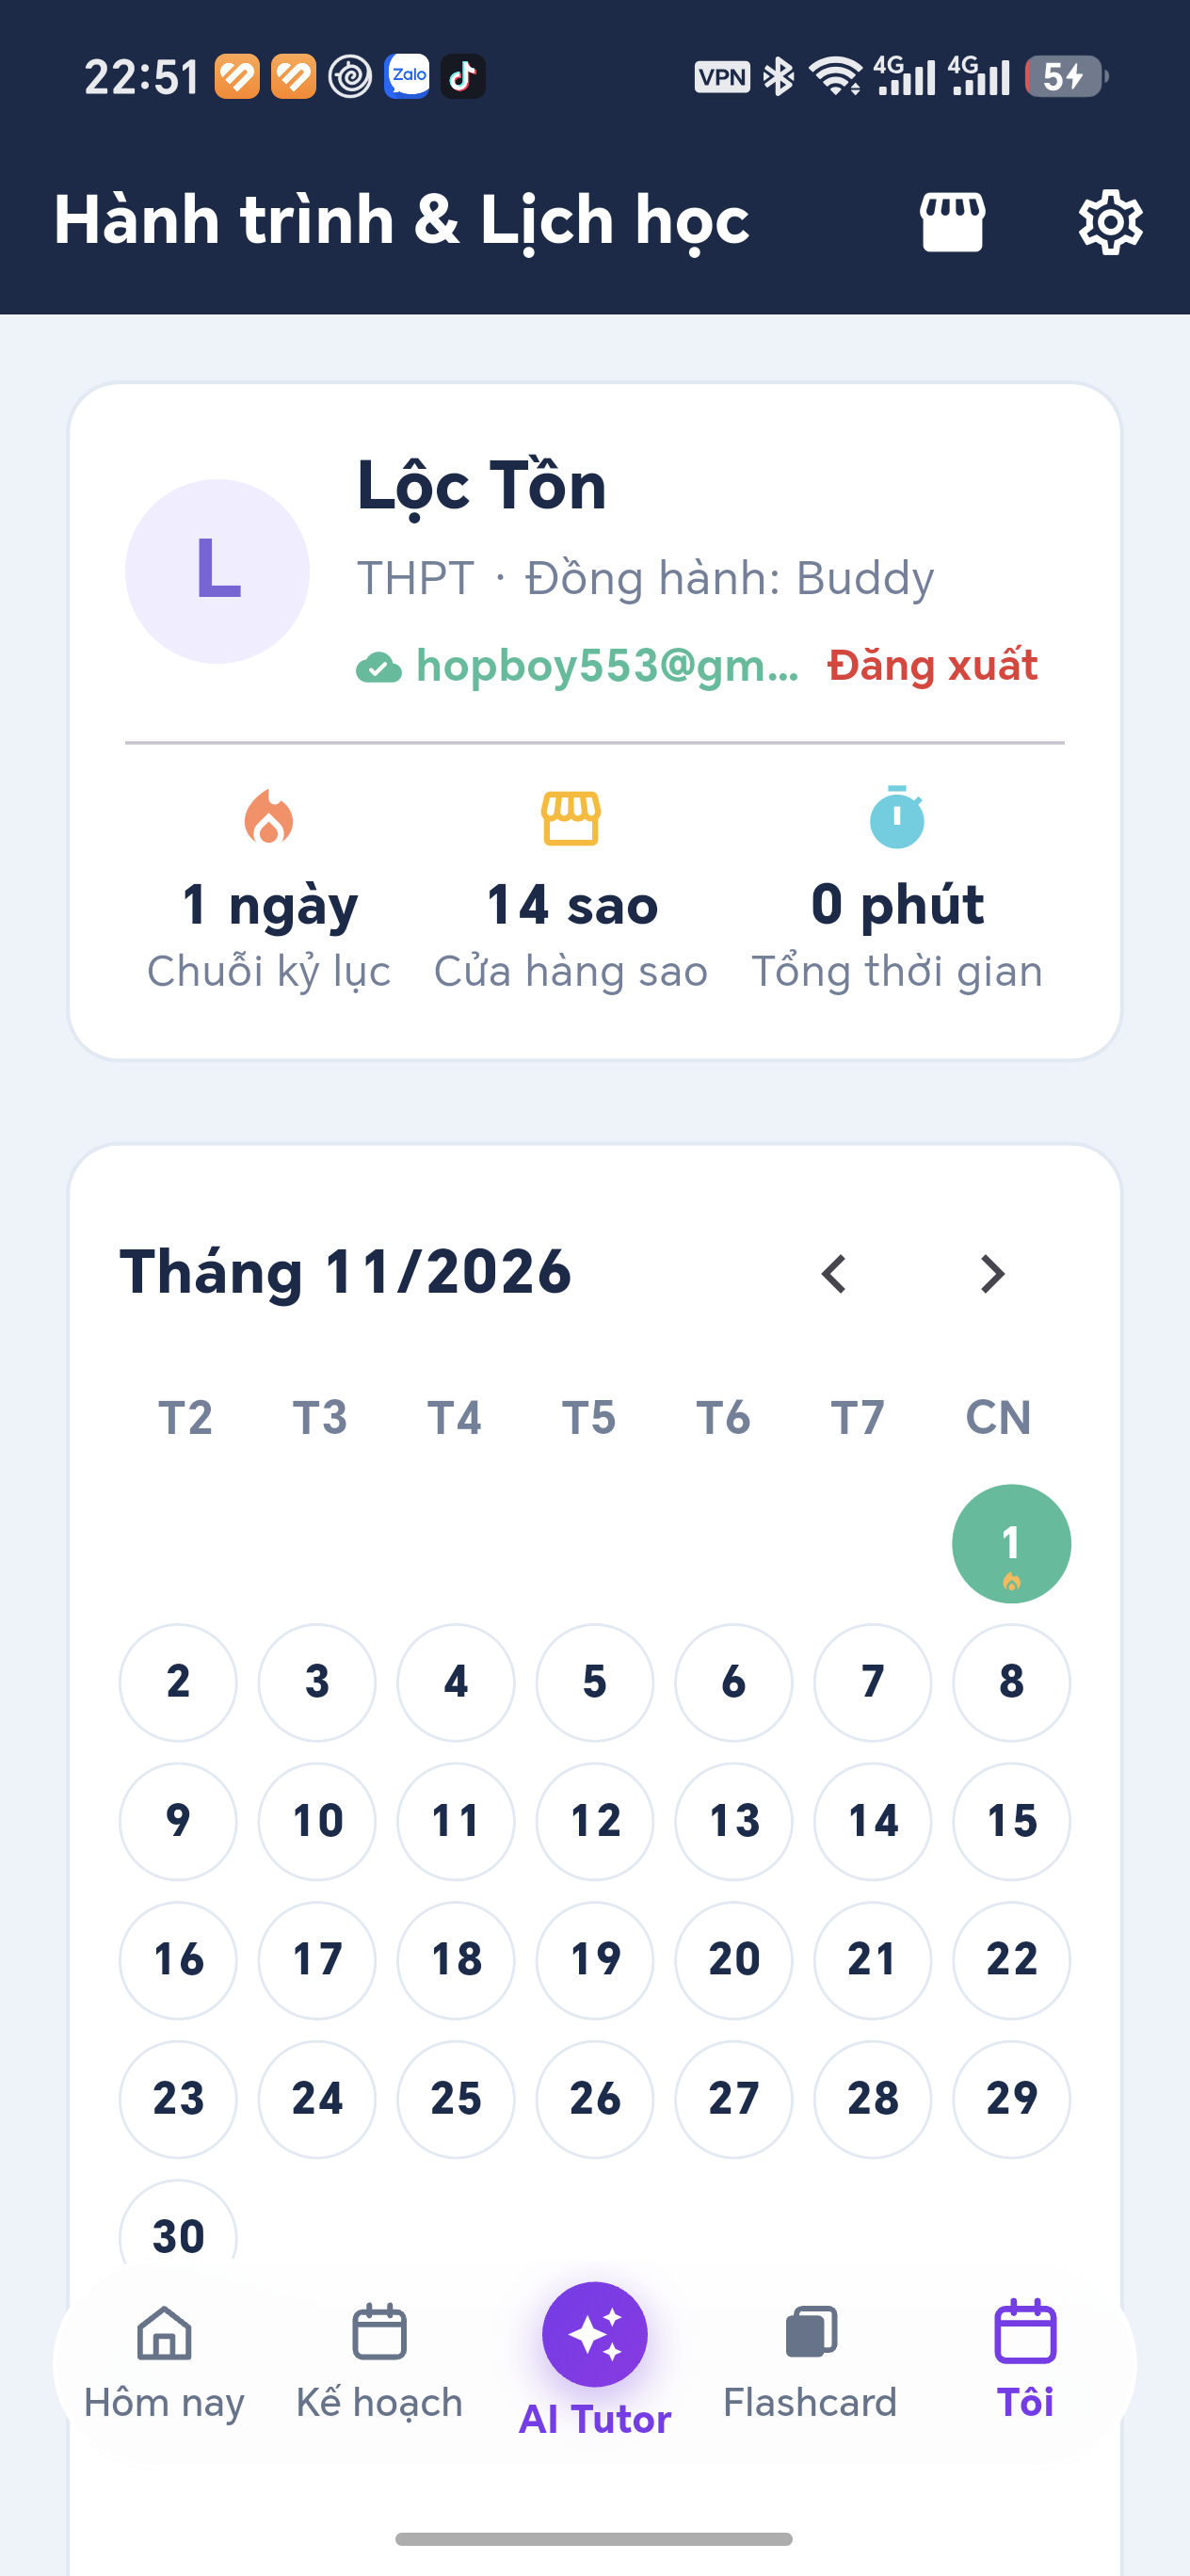 22:51 Zalo VPN 4G 4G 5
Hành trình & Lịch học
L
Lộc Tồn
THPT · Đồng hành: Buddy
hopboy553@gm... Đăng xuất
1 ngày 14 sao 0 phút
Chuỗi kỷ lục Cửa hàng sao Tổng thời gian
Tháng 11/2026
T2 T3 T4 T5 T6 T7 CN
1
2 3 4 5 6 7 8
9 10 11 12 13 14 15
16 17 18 19 20 21 22
23 24 25 26 27 28 29
30
Hôm nay Kế hoạch AI Tutor Flashcard Tôi